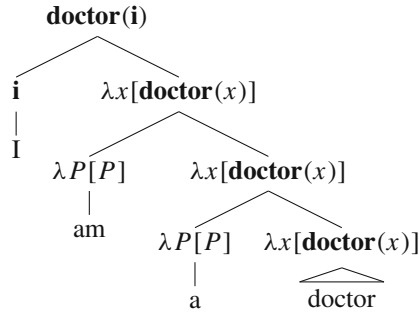 doctor(i)
i λx[doctor(x)]
I
λP[P] λx[doctor(x)]
am
λP[P] λx[doctor(x)]
a doctor